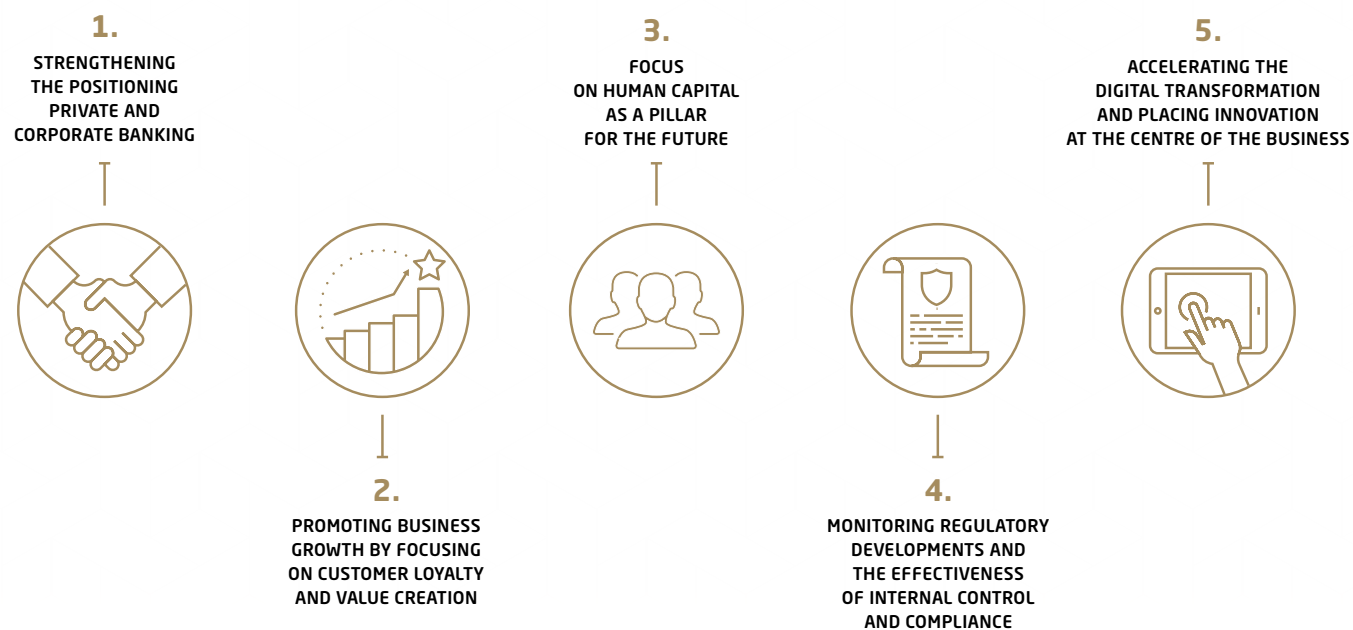 1.
STRENGTHENING
THE POSITIONING
PRIVATE AND
CORPORATE BANKING
2.
PROMOTING BUSINESS
GROWTH BY FOCUSING
ON CUSTOMER LOYALTY
AND VALUE CREATION
3.
FOCUS
ON HUMAN CAPITAL
AS A PILLAR
FOR THE FUTURE
4.
MONITORING REGULATORY
DEVELOPMENTS AND
THE EFFECTIVENESS
OF INTERNAL CONTROL
AND COMPLIANCE
5.
ACCELERATING THE
DIGITAL TRANSFORMATION
AND PLACING INNOVATION
AT THE CENTRE OF THE BUSINESS